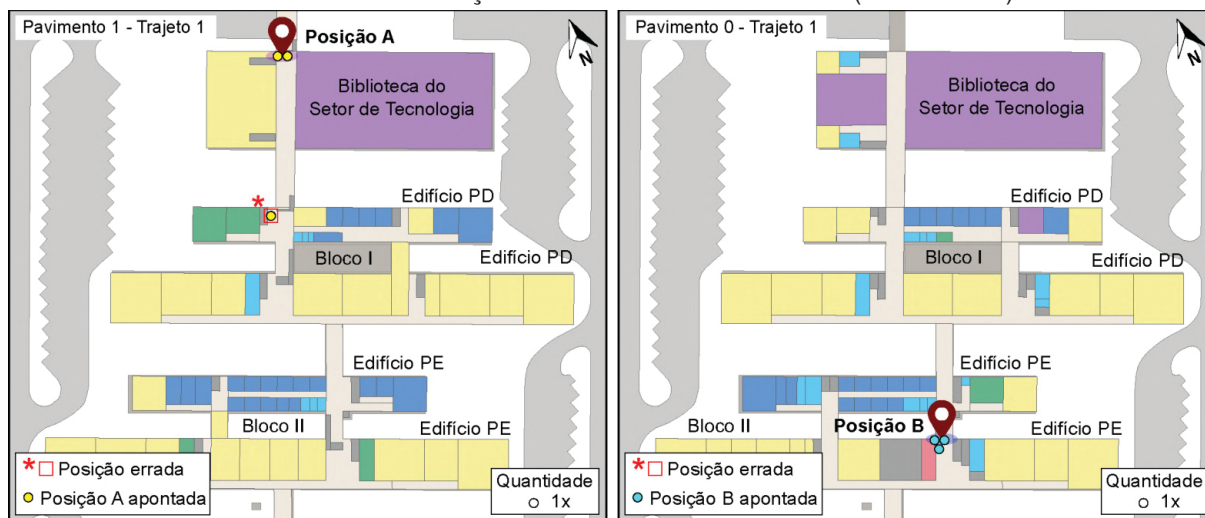 Pavimento 1 - Trajeto 1
Posição A
N
Biblioteca do
Setor de Tecnologia
*
Edifício PD
Bloco I
Edifício PD
Edifício PE
Bloco II
Edifício PE
* Posição errada
Posição A apontada
Quantidade
1x
Pavimento 0 - Trajeto 1
N
Biblioteca do
Setor de Tecnologia
Edifício PD
Bloco I
Edifício PD
Edifício PE
Posição B
Bloco II
Edifício PE
* Posição errada
Posição B apontada
Quantidade
1x